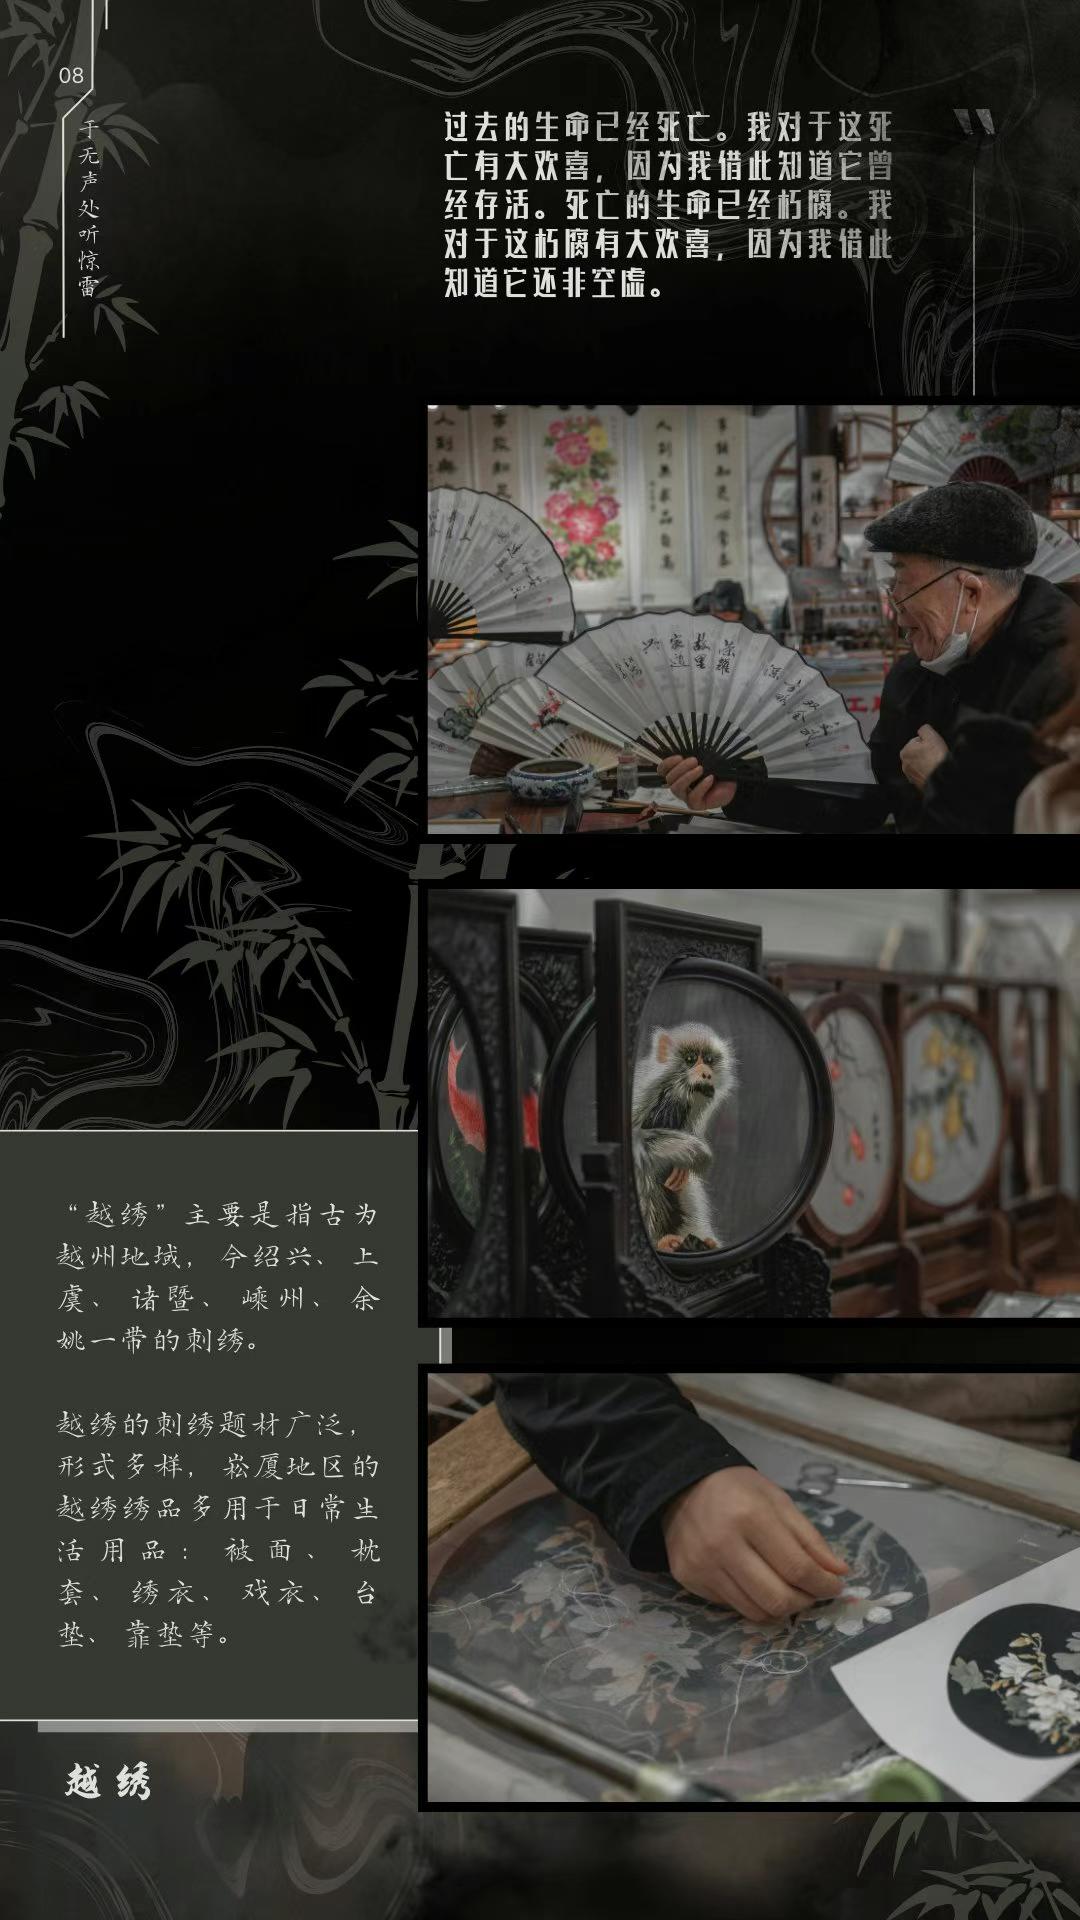 08
于无声处听惊雷
过去的生命已经死亡。我对于这死
亡有大欢喜，因为我借此知道它曾
经存活。死亡的生命已经朽腐。我
对于这朽腐有大欢喜，因为我借此
知道它还非空虚。
家故荣
道里耀
“越绣”主要是指古为
越州地域，今绍兴、上
虞、诸暨、嵊州、余
姚一带的刺绣。
越绣的刺绣题材广泛，
形式多样，崧厦地区的
越绣绣品多用于日常生
活用品：被面、枕
套、绣衣、戏衣、台
垫、靠垫等。
越绣